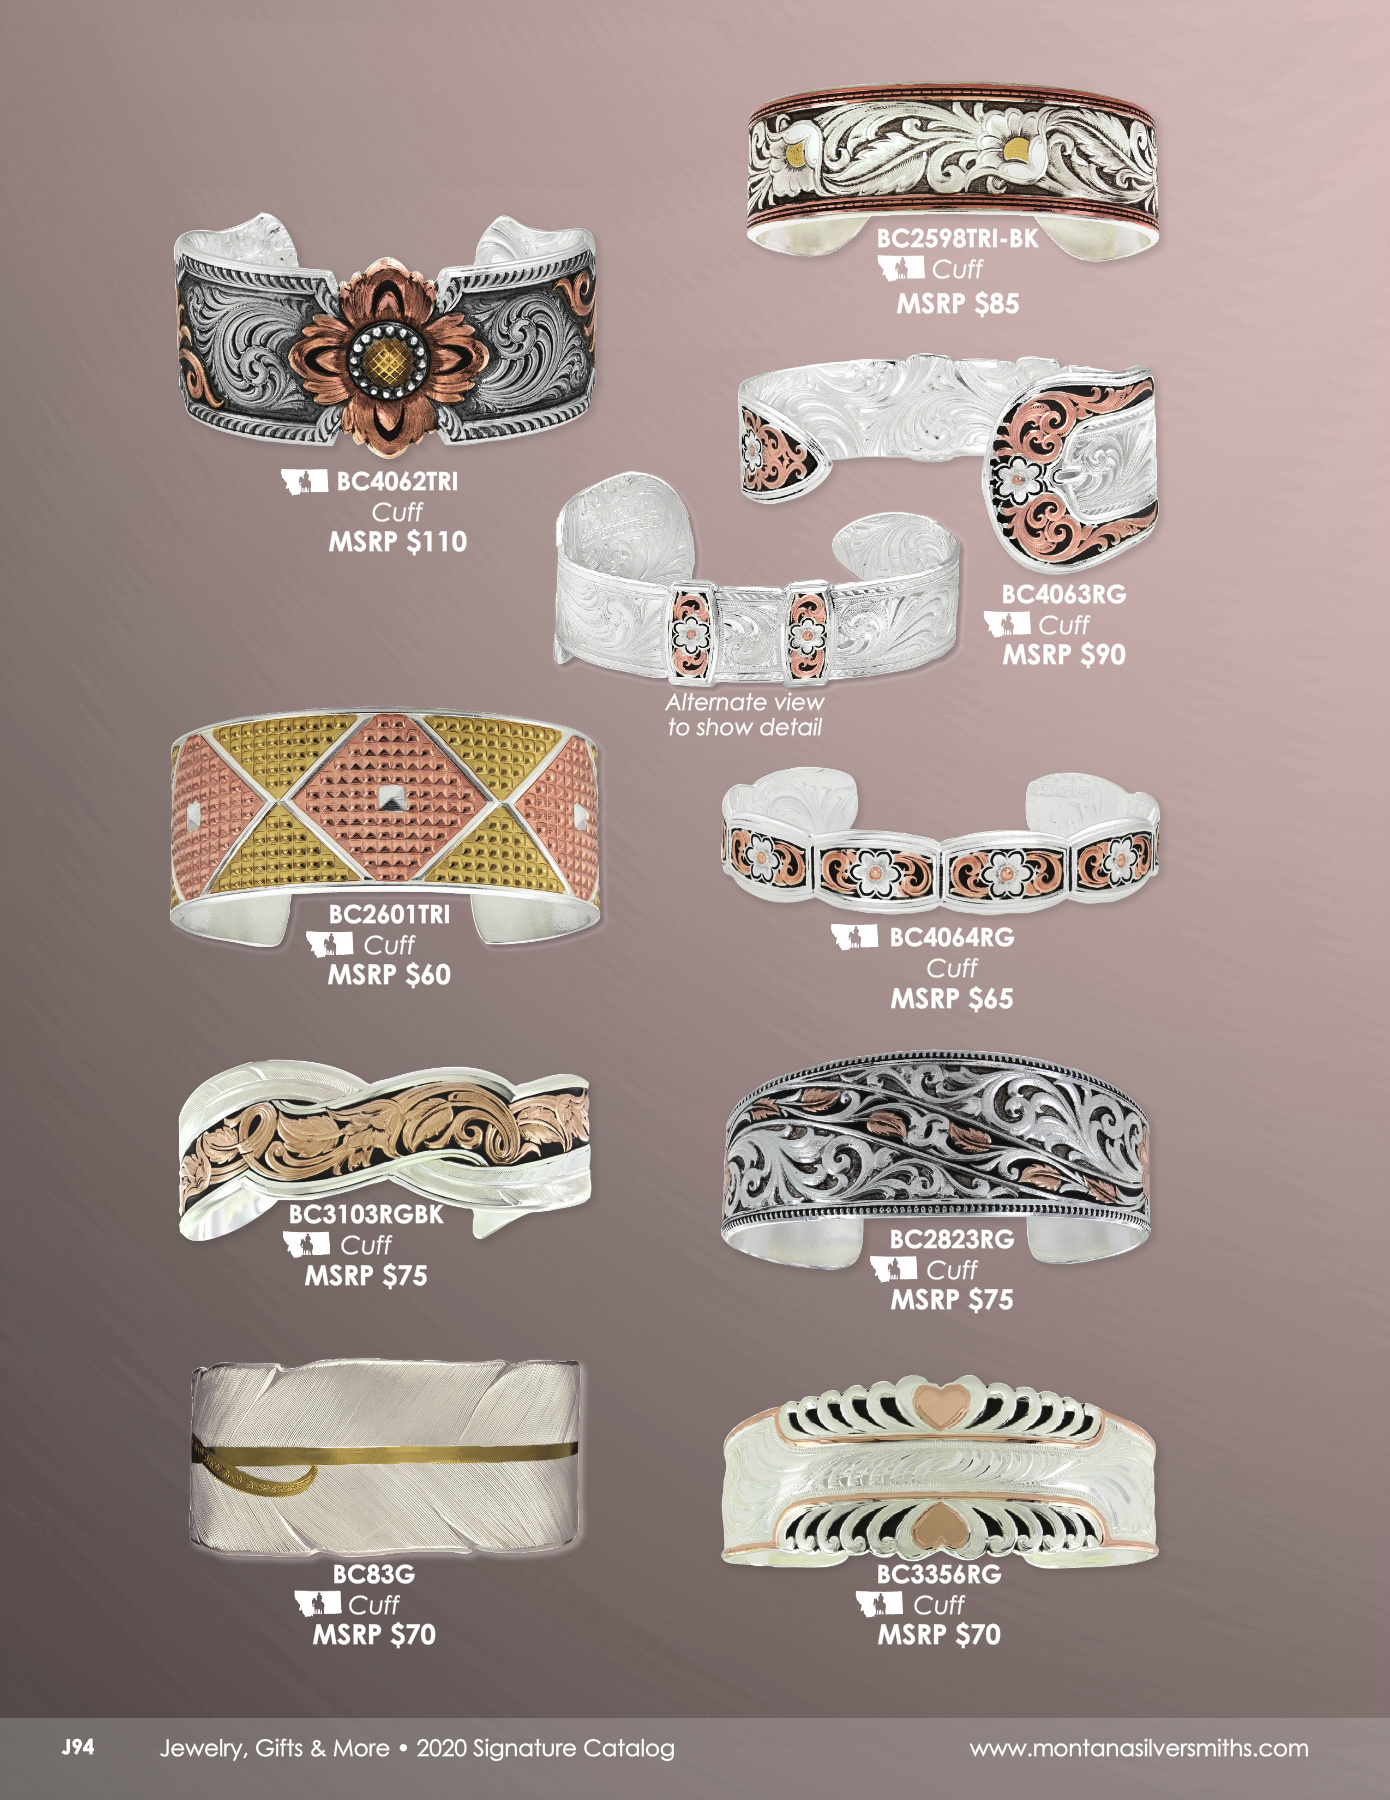 BC2598TRI-BK
Cuff
MSRP $85
BC4062TRI
Cuff
MSRP $110
BC4063RG
Cuff
MSRP $90
Alternate view
to show detail
BC2601TRI
Cuff
MSRP $60
BC4064RG
Cuff
MSRP $65
BC3103RGBK
Cuff
MSRP $75
BC2823RG
Cuff
MSRP $75
BC83G
Cuff
MSRP $70
BC3356RG
Cuff
MSRP $70
J94
Jewelry, Gifts & More • 2020 Signature Catalog
www.montanasilversmiths.com